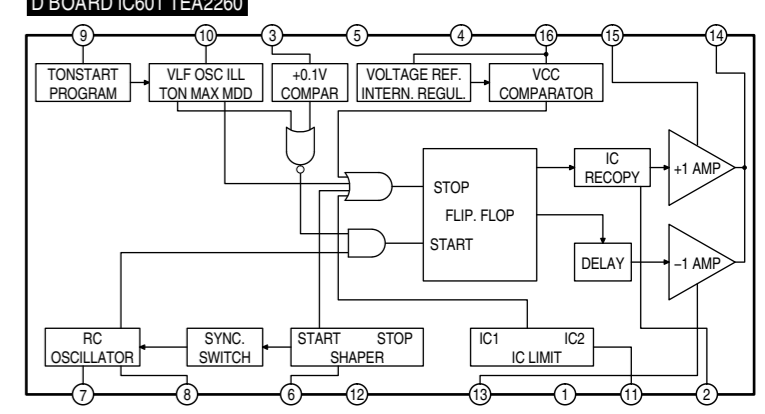 D BOARD IC601 TEA2260
9 10 3 5 4 16 15 14
TONSTART
PROGRAM
VLF OSC ILL
TON MAX MDD
+0.1V
COMPAR
VOLTAGE REF.
INTERN. REGUL.
VCC
COMPARATOR
STOP
FLIP. FLOP
START
IC
RECOPY
+1 AMP
DELAY
−1 AMP
RC
OSCILLATOR
SYNC.
SWITCH
START STOP
SHAPER
IC1 IC2
IC LIMIT
7 8 6 12 13 1 11 2